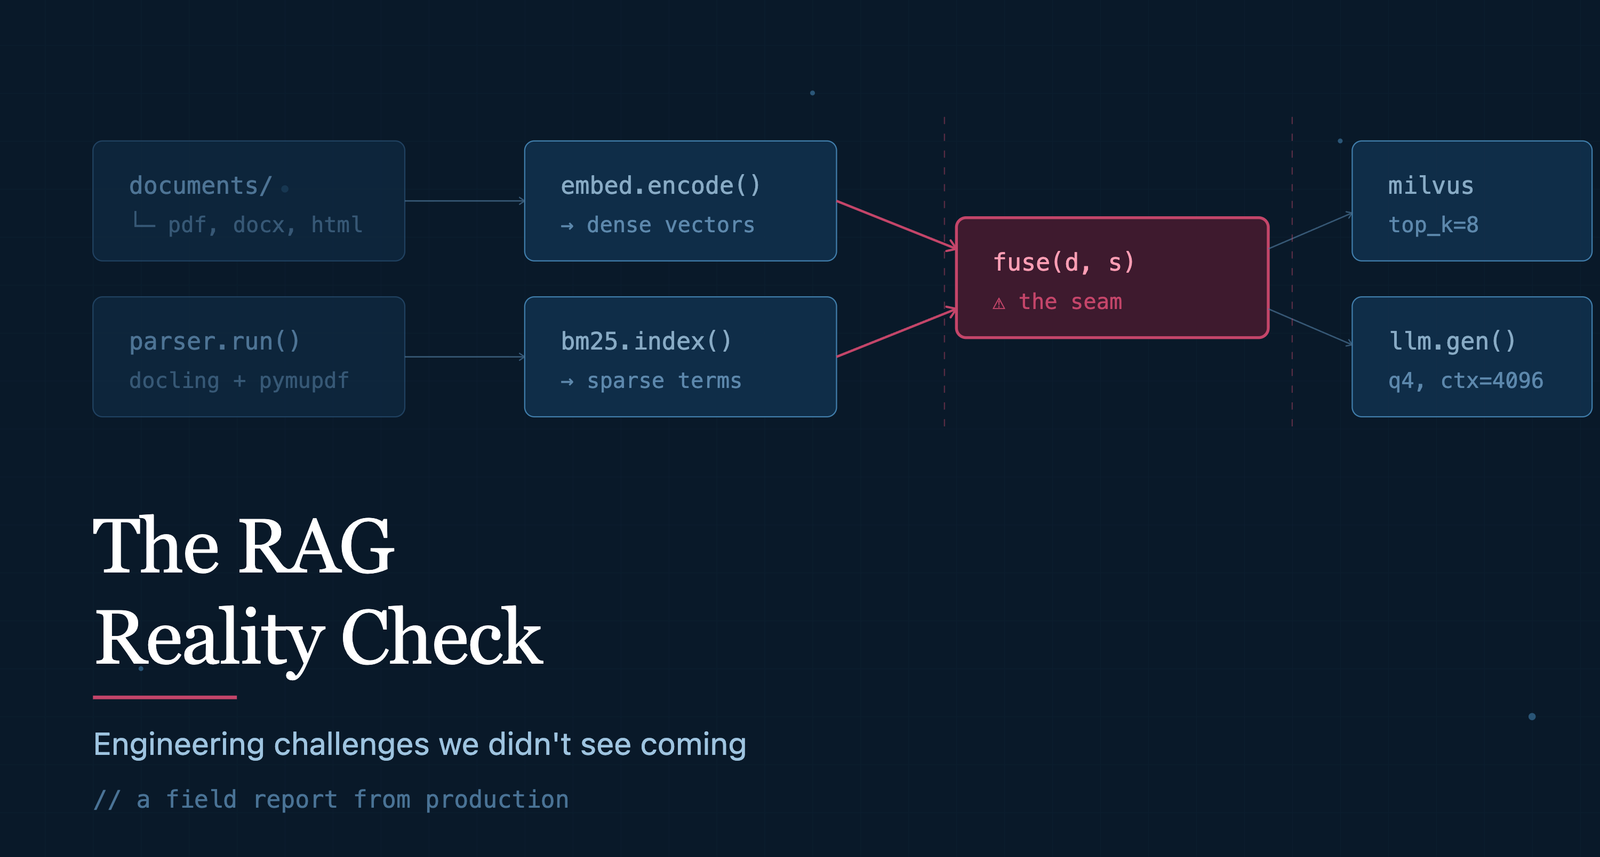 documents/
└─ pdf, docx, html
parser.run()
docling + pymupdf
embed.encode()
→ dense vectors
bm25.index()
→ sparse terms
fuse(d, s)
⚠ the seam
milvus
top_k=8
llm.gen()
q4, ctx=4096
The RAG
Reality Check
Engineering challenges we didn't see coming
// a field report from production